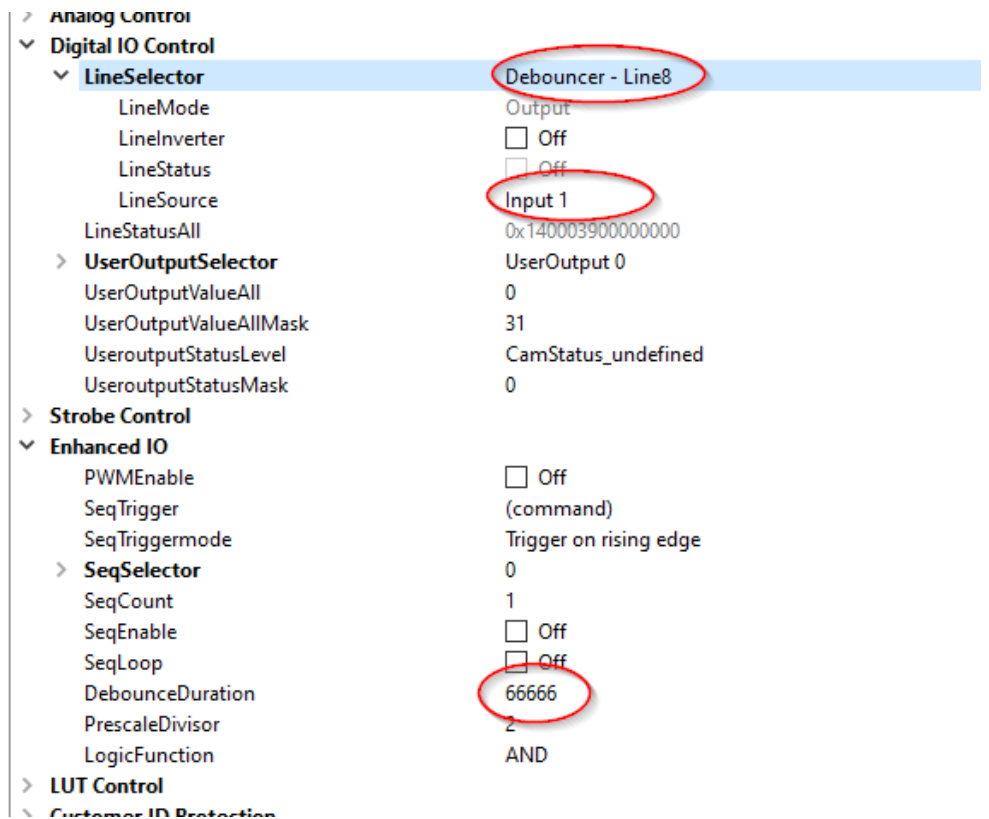 Analog Control
Digital IO Control
LineSelector Debouncer - Line8
LineMode Output
LineInverter Off
LineStatus Off
LineSource Input 1
LineStatusAll 0x140003900000000
UserOutputSelector UserOutput 0
UserOutputValueAll 0
UserOutputValueAllMask 31
UseroutputStatusLevel CamStatus_undefined
UseroutputStatusMask 0
Strobe Control
Enhanced IO
PWMEnable Off
SeqTrigger (command)
SeqTriggermode Trigger on rising edge
SeqSelector 0
SeqCount 1
SeqEnable Off
SeqLoop Off
DebounceDuration 66666
PrescaleDivisor 2
LogicFunction AND
LUT Control
Customer ID Protection